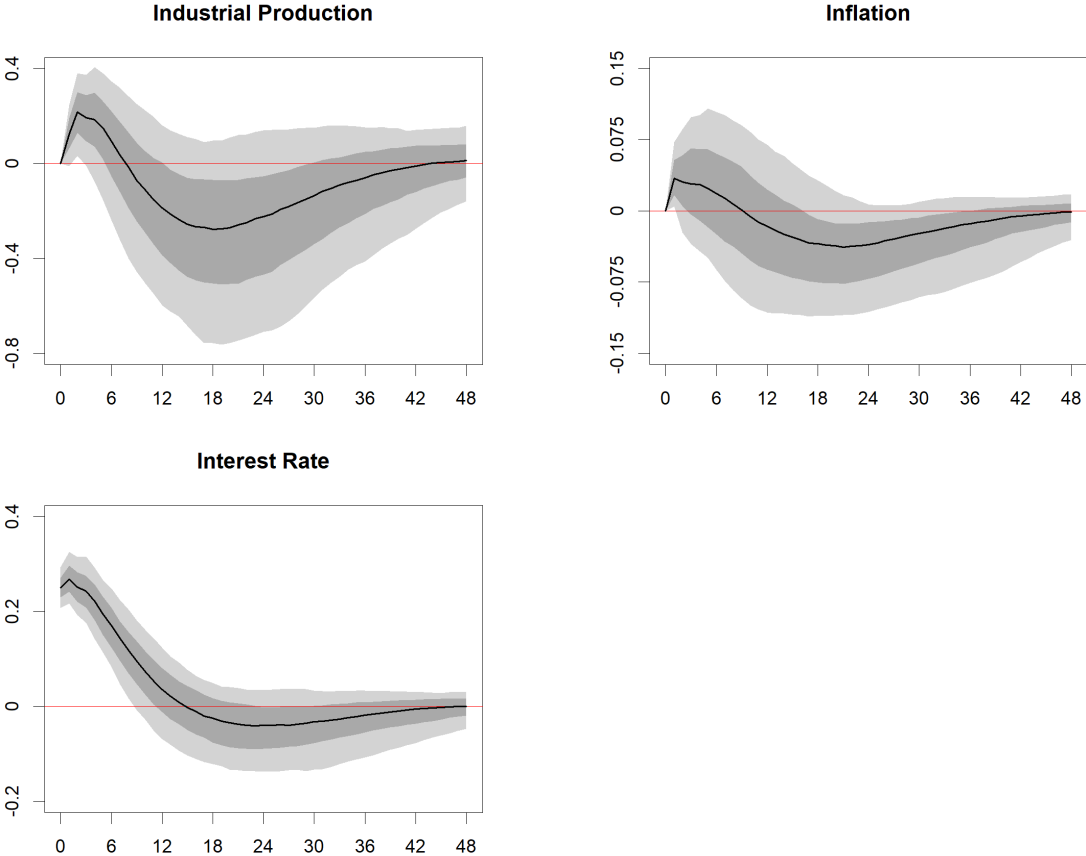 Industrial Production
0.4
0
-0.4
-0.8
0 6 12 18 24 30 36 42 48
Inflation
0.15
0.075
0
-0.075
-0.15
0 6 12 18 24 30 36 42 48
Interest Rate
0.4
0.2
0
-0.2
0 6 12 18 24 30 36 42 48